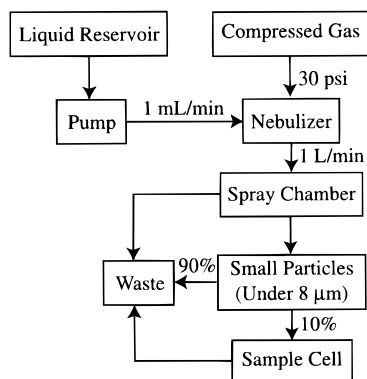 Liquid Reservoir
Compressed Gas
30 psi
Pump
1 mL/min
Nebulizer
1 L/min
Spray Chamber
Waste
90%
Small Particles
(Under 8 μm)
10%
Sample Cell